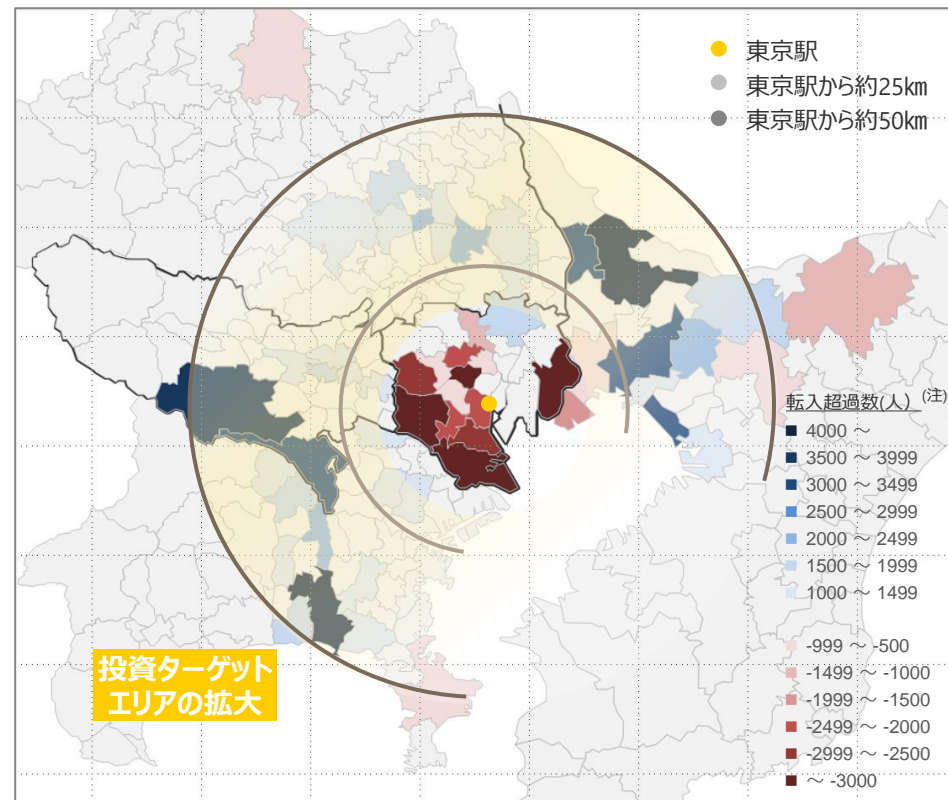 東京駅
東京駅から約25km
東京駅から約50km
転入超過数(人) (注)
4000 ～
3500 ～ 3999
3000 ～ 3499
2500 ～ 2999
2000 ～ 2499
1500 ～ 1999
1000 ～ 1499
-999 ～ -500
-1499 ～ -1000
-1999 ～ -1500
-2499 ～ -2000
-2999 ～ -2500
～ -3000
投資ターゲット
エリアの拡大